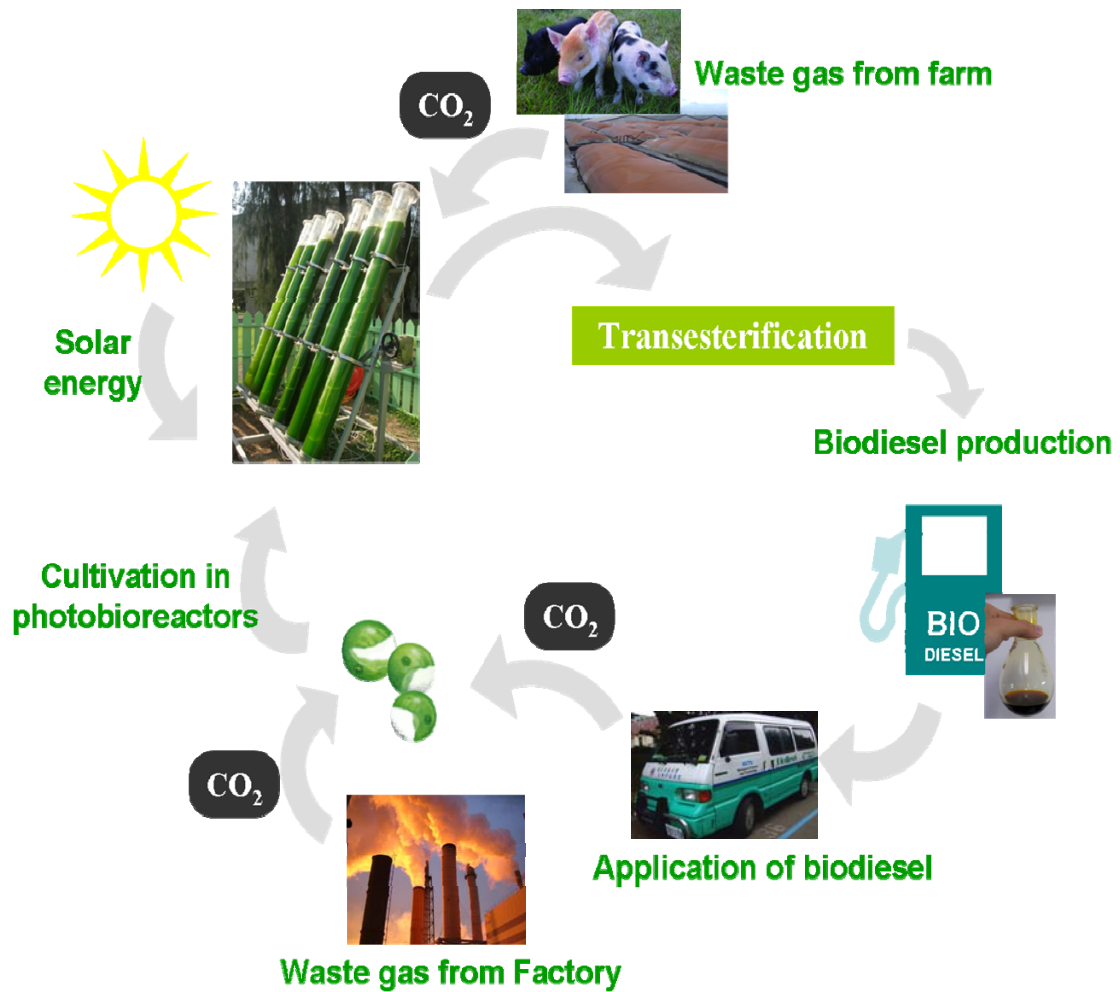 CO₂
Waste gas from farm
Solar
energy
Transesterification
Biodesel production
Cultivation in
photobioreactors
CO₂
BIO
DIESEL
CO₂
Application of biodiesel
Waste gas from Factory